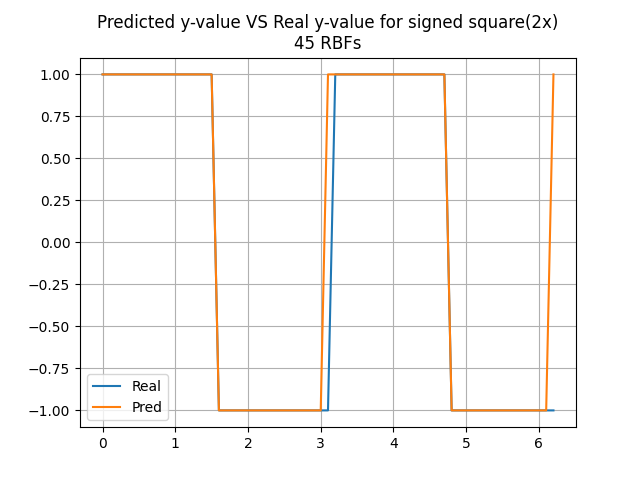 Predicted y-value VS Real y-value for signed square(2x)
45 RBFs
1.00
0.75
0.50
0.25
0.00
−0.25
−0.50
−0.75
−1.00
Real
Pred
0 1 2 3 4 5 6